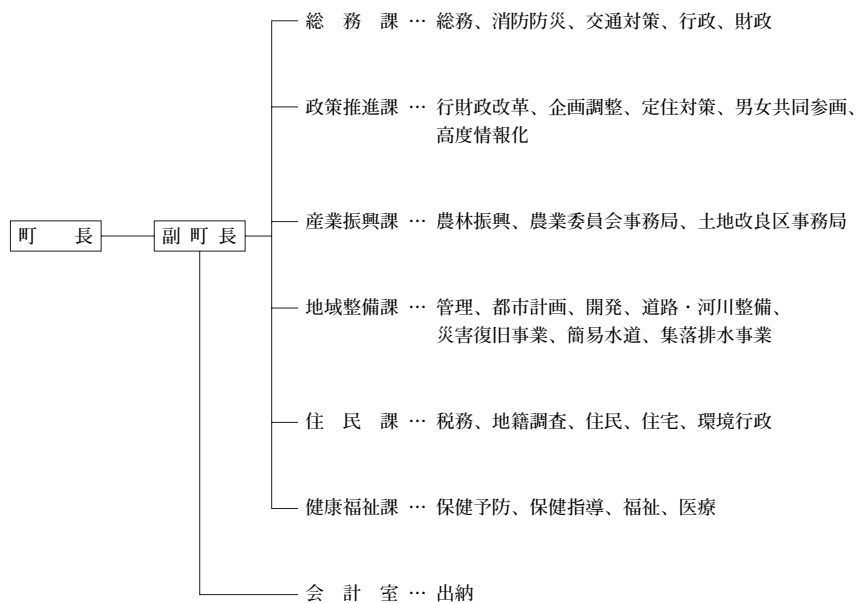 総務課 … 総務、消防防災、交通対策、行政、財政
政策推進課 … 行財政改革、企画調整、定住対策、男女共同参画、
高度情報化
産業振興課 … 農林振興、農業委員会事務局、土地改良区事務局
町長
副町長
地域整備課 … 管理、都市計画、開発、道路・河川整備、
災害復旧事業、簡易水道、集落排水事業
住民課 … 税務、地籍調査、住民、住宅、環境行政
健康福祉課 … 保健予防、保健指導、福祉、医療
会計室 … 出納